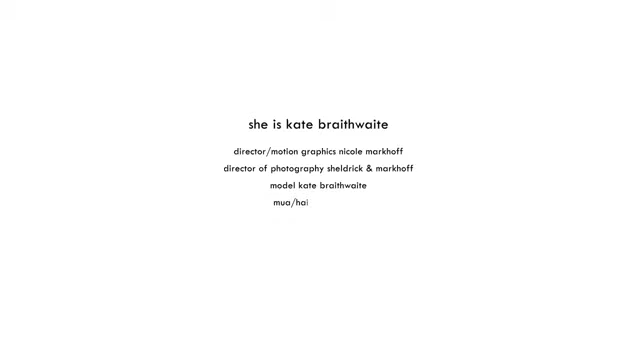 she is kate braithwaite
director/motion graphics nicole markhoff
director of photography sheldrick & markhoff
model kate braithwaite
mua/hai